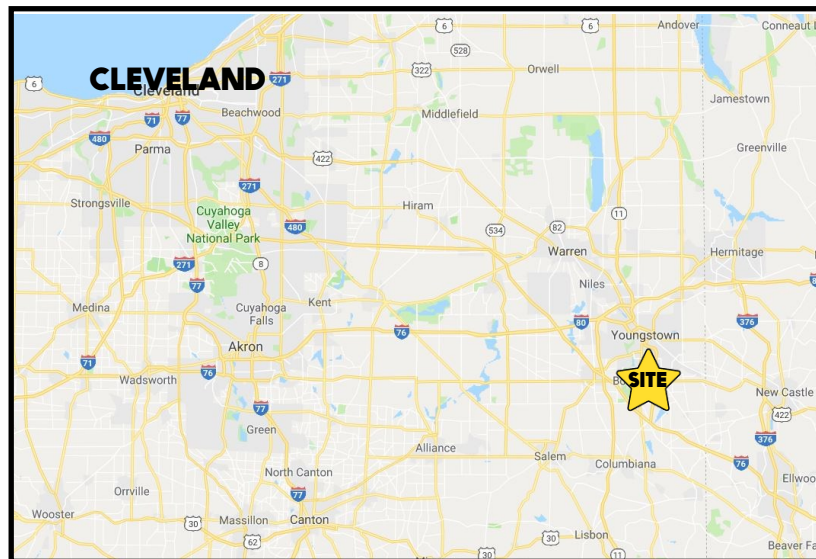 6
6
Andover
Conneaut L
528
322
Orwell
CLEVELAND
271
6
Cleveland
Jamestown
Beachwood
Middlefield
71
77
480
Parma
Greenville
422
271
Strongsville
Hiram
Cuyahoga
Valley
National Park
11
480
534
82
Warren
Hermitage
8
271
77
Niles
Medina
Cuyahoga
Falls
Kent
80
376
76
Youngstown
Akron
71
76
Wadsworth
SITE
New Castle
77
422
Green
376
Alliance
Salem
Columbiana
76
North Canton
Ellwoo
Orrville
77
Wooster
30
Massillon
Canton
62
Lisbon
30
30
11
Beaver Fa